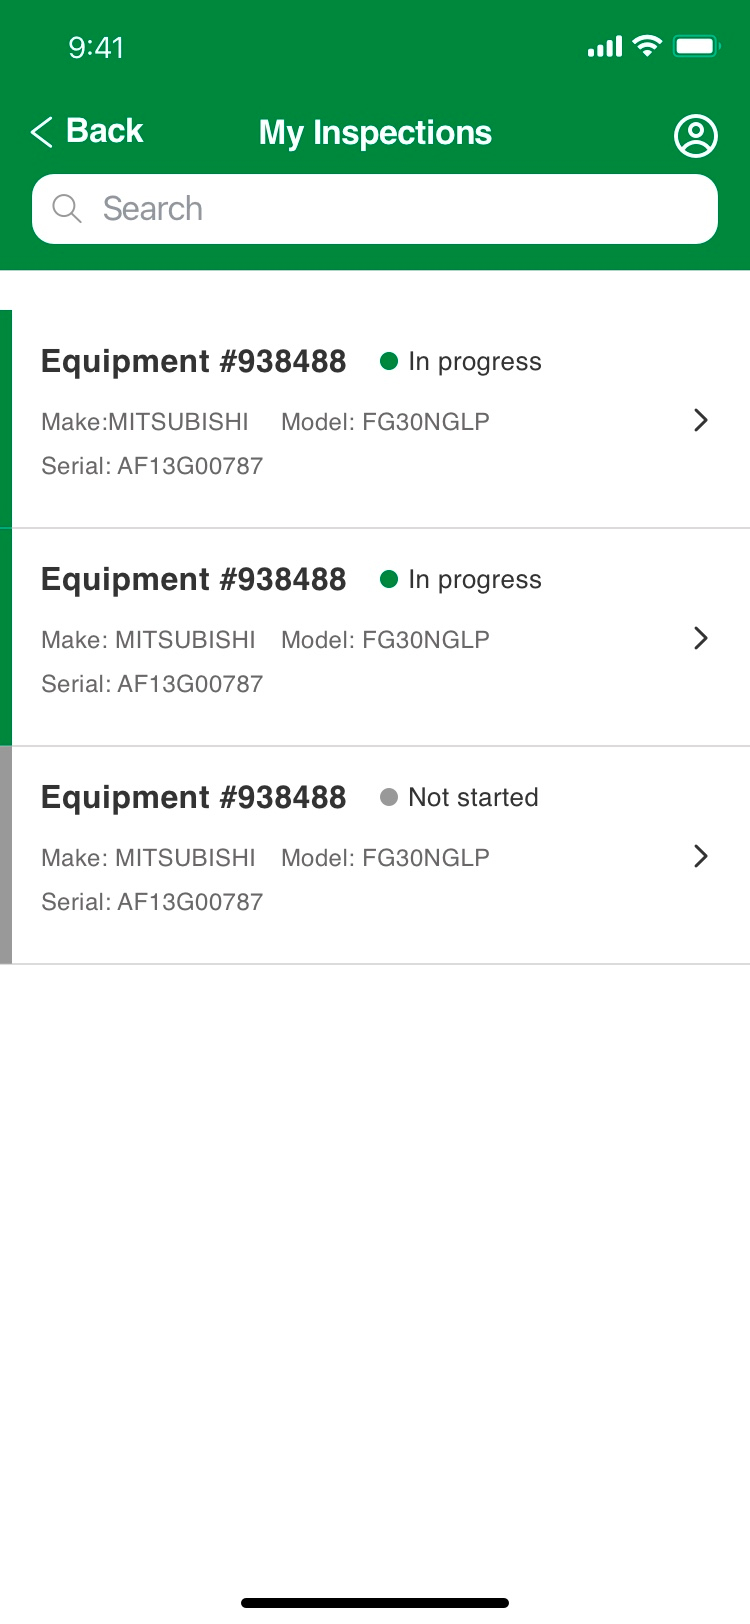 9:41
Back My Inspections
Search
Equipment #938488 In progress
Make:MITSUBISHI Model: FG30NGLP
Serial: AF13G00787
Equipment #938488 In progress
Make: MITSUBISHI Model: FG30NGLP
Serial: AF13G00787
Equipment #938488 Not started
Make: MITSUBISHI Model: FG30NGLP
Serial: AF13G00787